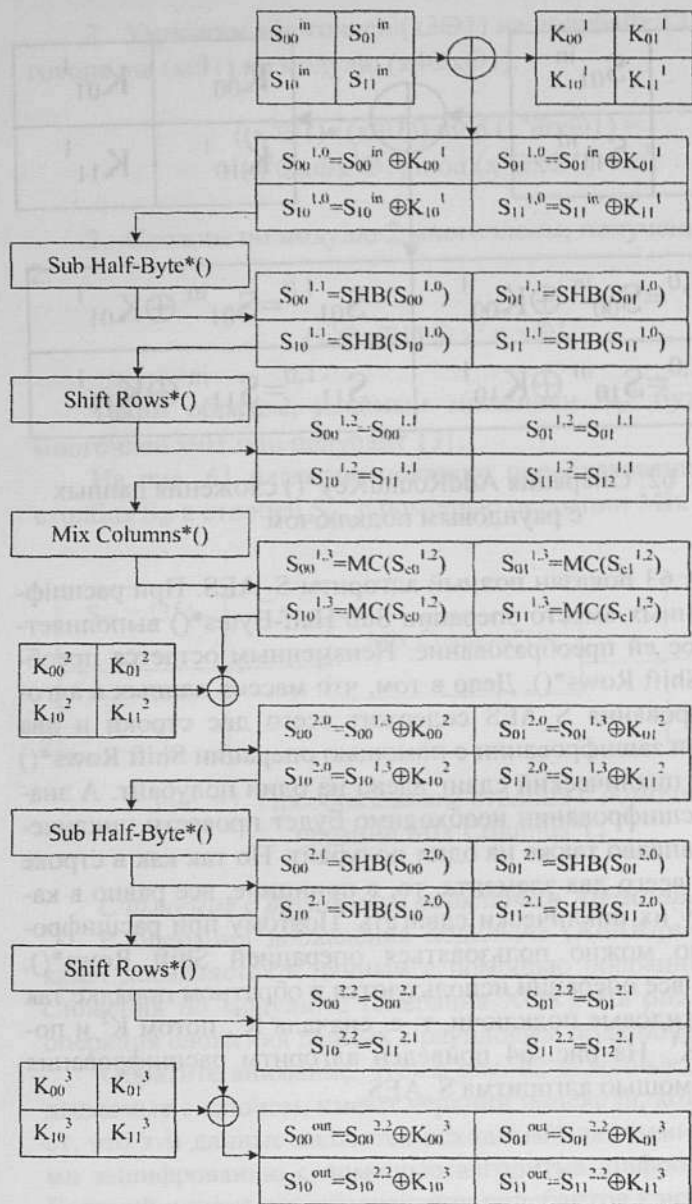 S₀₀ⁱⁿ S₀₁ⁱⁿ K₀₀¹ K₀₁¹
S₁₀ⁱⁿ S₁₁ⁱⁿ K₁₀¹ K₁₁¹
S₀₀¹·⁰=S₀₀ⁱⁿ⊕K₀₀¹ S₀₁¹·⁰=S₀₁ⁱⁿ⊕K₀₁¹
S₁₀¹·⁰=S₁₀ⁱⁿ⊕K₁₀¹ S₁₁¹·⁰=S₁₁ⁱⁿ⊕K₁₁¹
Sub Half-Byte*()
S₀₀¹·¹=SHB(S₀₀¹·⁰) S₀₁¹·¹=SHB(S₀₁¹·⁰)
S₁₀¹·¹=SHB(S₁₀¹·⁰) S₁₁¹·¹=SHB(S₁₁¹·⁰)
Shift Rows*()
S₀₀¹·²=S₀₀¹·¹ S₀₁¹·²=S₀₁¹·¹
S₁₀¹·²=S₁₁¹·¹ S₁₁¹·²=S₁₂¹·¹
Mix Columns*()
S₀₀¹·³=MC(S꜀₀¹·²) S₀₁¹·³=MC(S꜀₁¹·²)
S₁₀¹·³=MC(S꜀₀¹·²) S₁₁¹·³=MC(S꜀₁¹·²)
K₀₀² K₀₁²
K₁₀² K₁₁²
S₀₀²·⁰=S₀₀¹·³⊕K₀₀² S₀₁²·⁰=S₀₁¹·³⊕K₀₁²
S₁₀²·⁰=S₁₀¹·³⊕K₁₀² S₁₁²·⁰=S₁₁¹·³⊕K₁₁²
Sub Half-Byte*()
S₀₀²·¹=SHB(S₀₀²·⁰) S₀₁²·¹=SHB(S₀₁²·⁰)
S₁₀²·¹=SHB(S₁₀²·⁰) S₁₁²·¹=SHB(S₁₁²·⁰)
Shift Rows*()
S₀₀²·²=S₀₀²·¹ S₀₁²·²=S₀₁²·¹
S₁₀²·²=S₁₁²·¹ S₁₁²·²=S₁₂²·¹
K₀₀³ K₀₁³
K₁₀³ K₁₁³
S₀₀ᵒᵘᵗ=S₀₀²·²⊕K₀₀³ S₀₁ᵒᵘᵗ=S₀₁²·²⊕K₀₁³
S₁₀ᵒᵘᵗ=S₁₀²·²⊕K₁₀³ S₁₁ᵒᵘᵗ=S₁₁²·²⊕K₁₁³